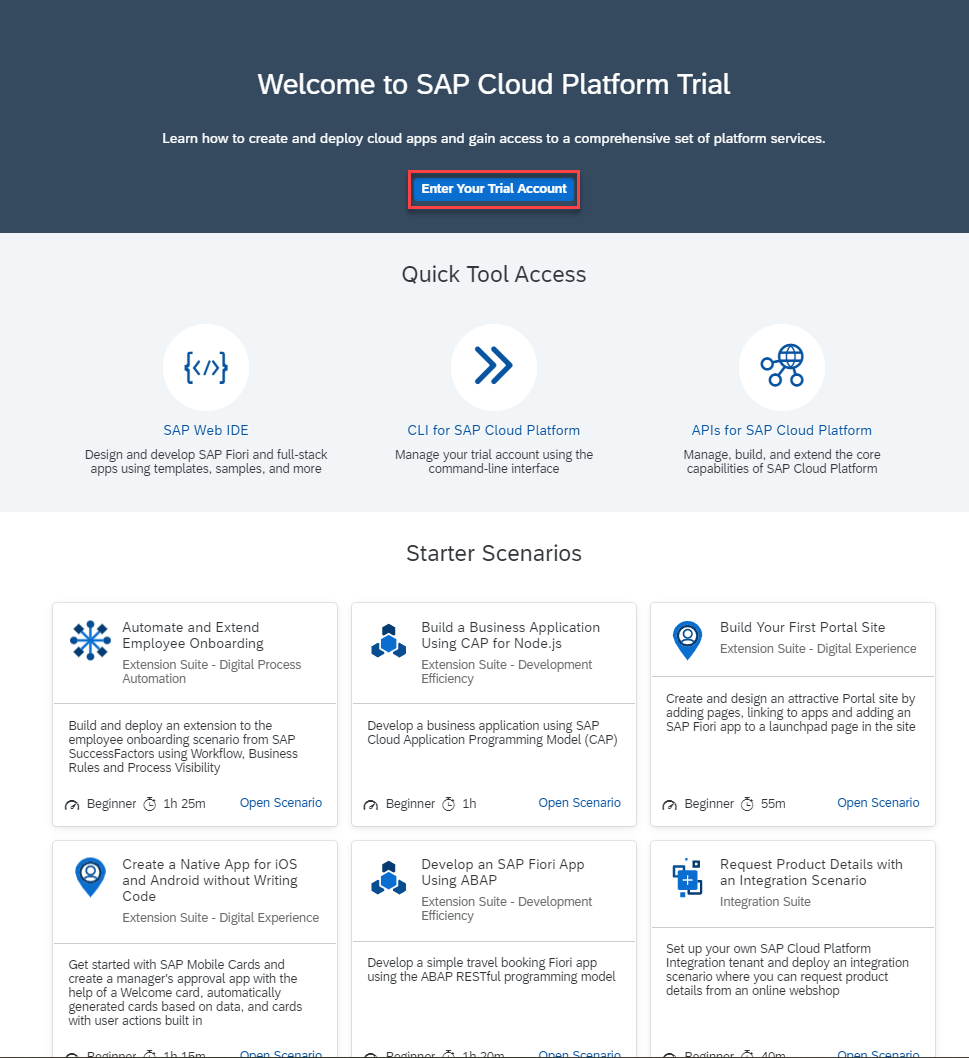 Welcome to SAP Cloud Platform Trial
Learn how to create and deploy cloud apps and gain access to a comprehensive set of platform services.
Enter Your Trial Account
Quick Tool Access
SAP Web IDE
Design and develop SAP Fiori and full-stack
apps using templates, samples, and more
CLI for SAP Cloud Platform
Manage your trial account using the
command-line interface
APIs for SAP Cloud Platform
Manage, build, and extend the core
capabilities of SAP Cloud Platform
Starter Scenarios
Automate and Extend
Employee Onboarding
Extension Suite - Digital Process
Automation
Build and deploy an extension to the
employee onboarding scenario from SAP
SuccessFactors using Workflow, Business
Rules and Process Visibility
Beginner 1h 25m Open Scenario
Build a Business Application
Using CAP for Node.js
Extension Suite - Development
Efficiency
Develop a business application using SAP
Cloud Application Programming Model (CAP)
Beginner 1h Open Scenario
Build Your First Portal Site
Extension Suite - Digital Experience
Create and design an attractive Portal site by
adding pages, linking to apps and adding an
SAP Fiori app to a launchpad page in the site
Beginner 55m Open Scenario
Create a Native App for iOS
and Android without Writing
Code
Extension Suite - Digital Experience
Get started with SAP Mobile Cards and
create a manager's approval app with the
help of a Welcome card, automatically
generated cards based on data, and cards
with user actions built in
Beginner 1h 15m Open Scenario
Develop an SAP Fiori App
Using ABAP
Extension Suite - Development
Efficiency
Develop a simple travel booking Fiori app
using the ABAP RESTful programming model
Beginner 1h 20m Open Scenario
Request Product Details with
an Integration Scenario
Integration Suite
Set up your own SAP Cloud Platform
Integration tenant and deploy an integration
scenario where you can request product
details from an online webshop
Beginner 40m Open Scenario